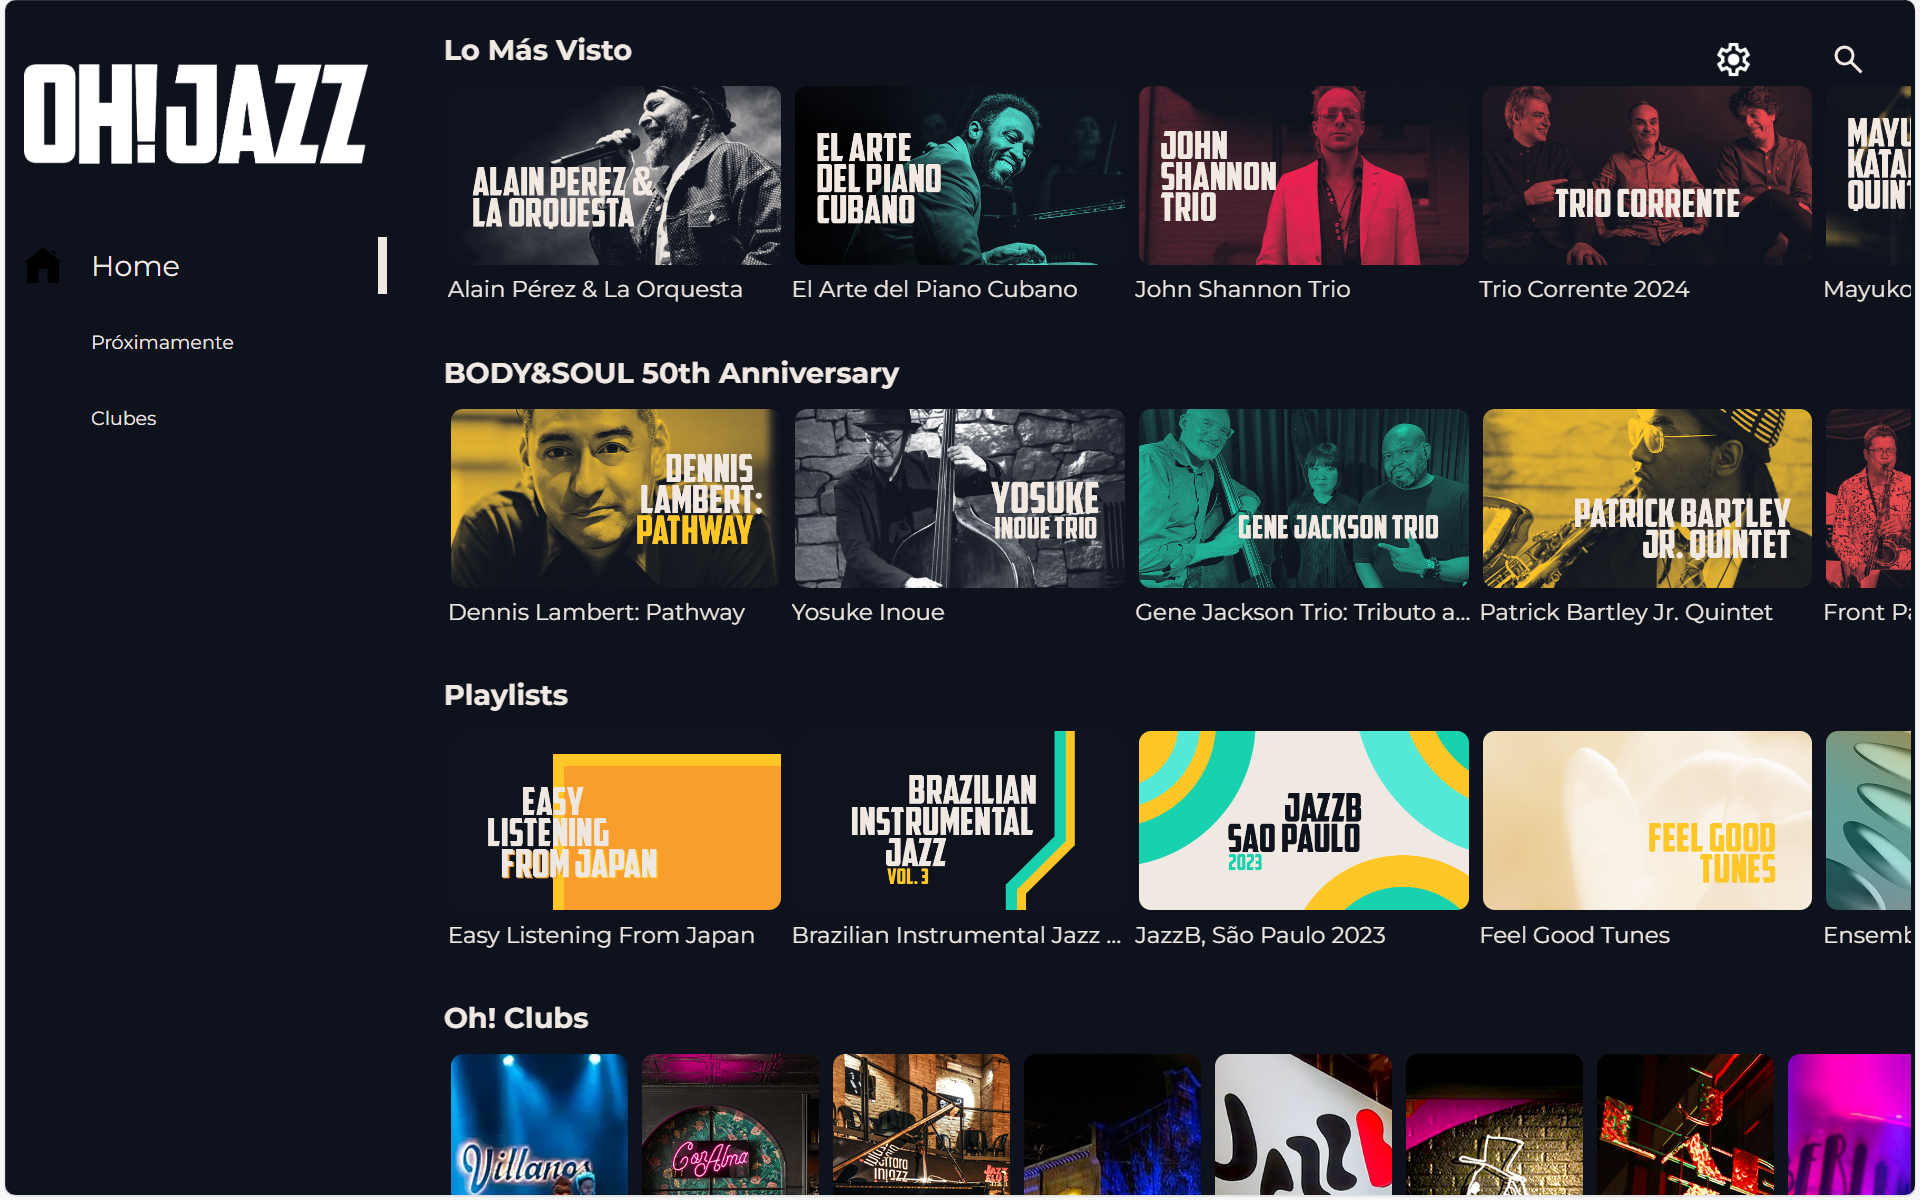 OH!JAZZ
Home
Próximamente
Clubes
Lo Más Visto
ALAIN PEREZ &
LA ORQUESTA
EL ARTE
DEL PIANO
CUBANO
JOHN
SHANNON
TRIO
TRIO CORRENTE
Alain Pérez & La Orquesta
El Arte del Piano Cubano
John Shannon Trio
Trio Corrente 2024
Mayuko
BODY&SOUL 50th Anniversary
DENNIS
LAMBERT:
PATHWAY
YOSUKE
INOUE TRIO
GENE JACKSON TRIO
PATRICK BARTLEY
JR. QUINTET
Dennis Lambert: Pathway
Yosuke Inoue
Gene Jackson Trio: Tributo a...
Patrick Bartley Jr. Quintet
Front
Playlists
EASY
LISTENING
FROM JAPAN
BRAZILIAN
INSTRUMENTAL
JAZZ
VOL. 3
JAZZB
SAO PAULO
2023
FEEL GOOD
TUNES
Easy Listening From Japan
Brazilian Instrumental Jazz ...
JazzB, São Paulo 2023
Feel Good Tunes
Oh! Clubs
Villanos
ConAlma
JAZZB